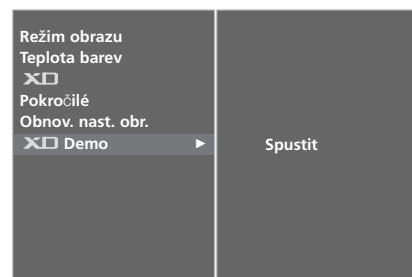 Režim obrazu
Teplota barev
XD
Pokročilé
Obnov. nast. obr.
XD Demo ►
Spustit